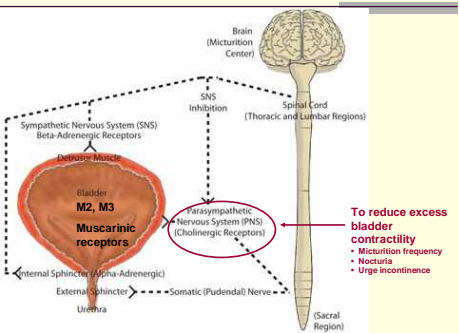 Brain
(Micturition
Center)
SNS
Inhibition
Spinal Cord
(Thoracic and Lumbar Regions)
Sympathetic Nervous System (SNS)
Beta-Adrenergic Receptors
Detrusor Muscle
Bladder
M2, M3
Muscarinic
receptors
Parasympathetic
Nervous System (PNS)
(Cholinergic Receptors)
To reduce excess
bladder
contractility
• Micturition frequency
• Nocturia
• Urge incontinence
Internal Sphincter (Alpha-Adrenergic)
External Sphincter
Somatic (Pudendal) Nerve
Urethra
(Sacral
Region)